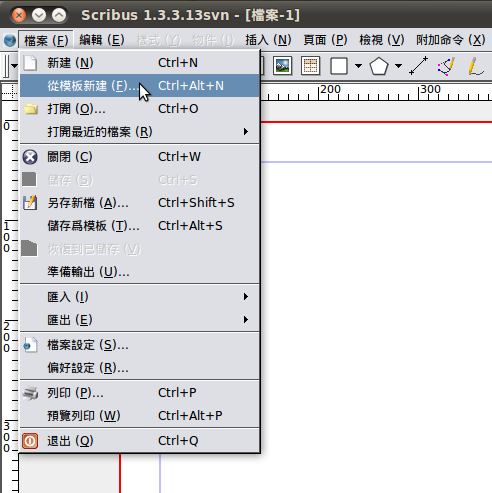 Scribus 1.3.3.13svn - [檔案-1]
檔案 (F) 編輯 (E) 樣式 (Y) 物件 (I) 插入 (N) 頁面 (P) 檢視 (V) 附加命令 (X)
新建 (N) Ctrl+N
從模板新建 (F)... Ctrl+Alt+N
打開 (O)... Ctrl+O
打開最近的檔案 (R)
關閉 (C) Ctrl+W
儲存 (S) Ctrl+S
另存新檔 (A)... Ctrl+Shift+S
儲存爲模板 (T)... Ctrl+Alt+S
恢復到已儲存 (V)
準備輸出 (U)...
匯入 (I)
匯出 (E)
檔案設定 (S)...
偏好設定 (R)...
列印 (P)... Ctrl+P
預覽列印 (W) Ctrl+Alt+P
退出 (Q) Ctrl+Q
200 300
0
100
200
300